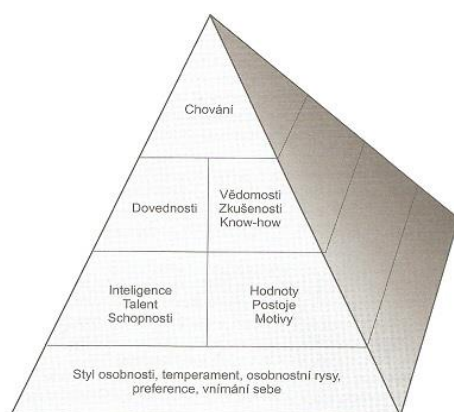 Chování
Dovednosti
Vědomosti
Zkušenosti
Know-how
Inteligence
Talent
Schopnosti
Hodnoty
Postoje
Motivy
Styl osobnosti, temperament, osobnostní rysy,
preference, vnímání sebe